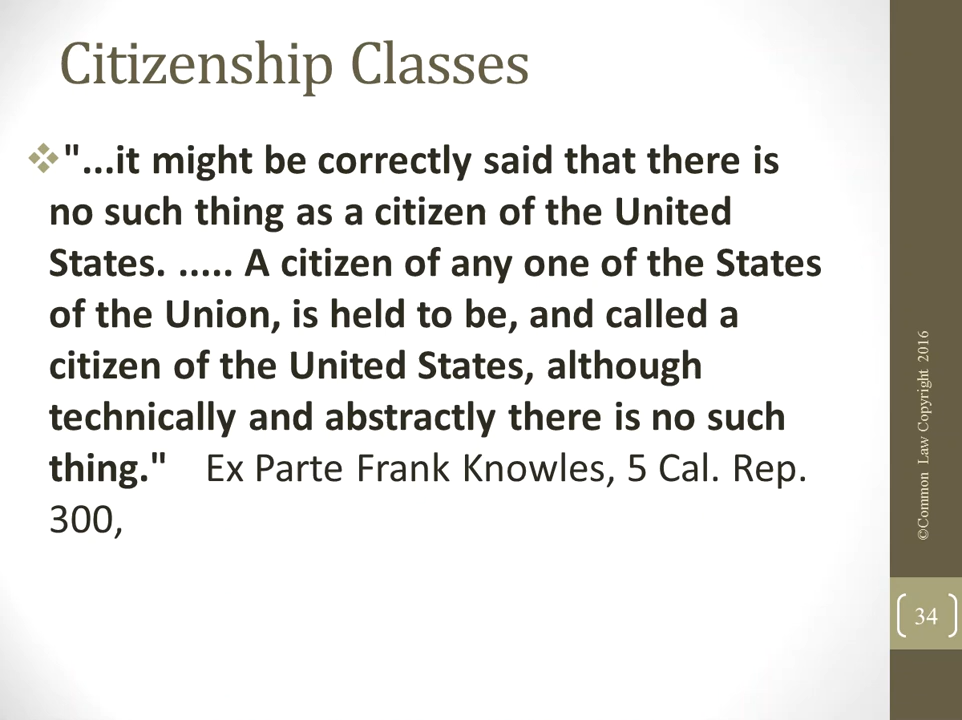 Citizenship Classes
"...it might be correctly said that there is
no such thing as a citizen of the United
States. ..... A citizen of any one of the States
of the Union, is held to be, and called a
citizen of the United States, although
technically and abstractly there is no such
thing."    Ex Parte Frank Knowles, 5 Cal. Rep.
300,
©Common Law Copyright 2016
34